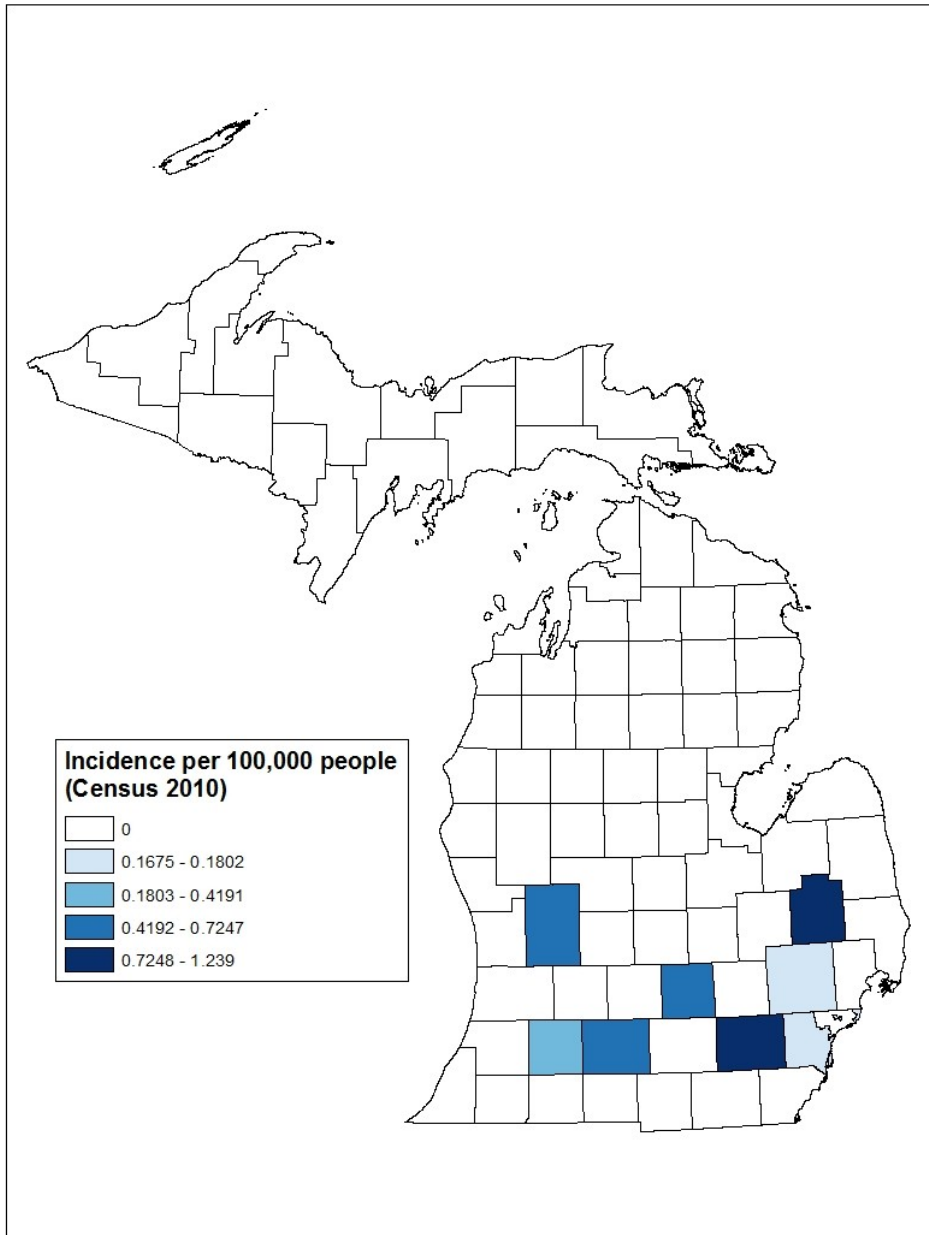 Incidence per 100,000 people
(Census 2010)
0
0.1675 - 0.1802
0.1803 - 0.4191
0.4192 - 0.7247
0.7248 - 1.239